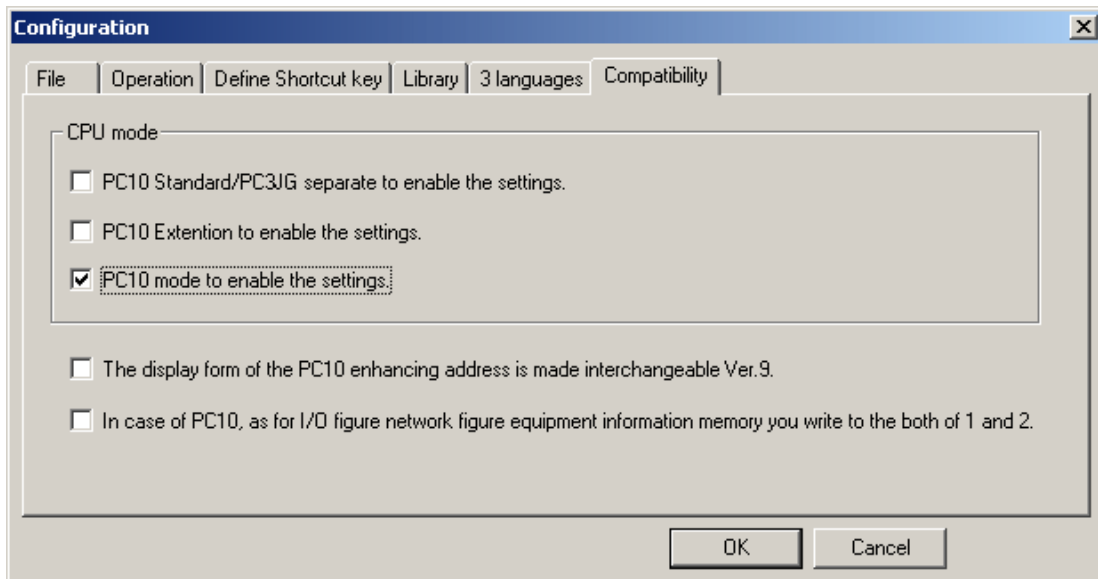 Configuration
File Operation Define Shortcut key Library 3 languages Compatibility
CPU mode
PC10 Standard/PC3JG separate to enable the settings.
PC10 Extention to enable the settings.
PC10 mode to enable the settings.
The display form of the PC10 enhancing address is made interchangeable Ver.9.
In case of PC10, as for I/O figure network figure equipment information memory you write to the both of 1 and 2.
OK Cancel